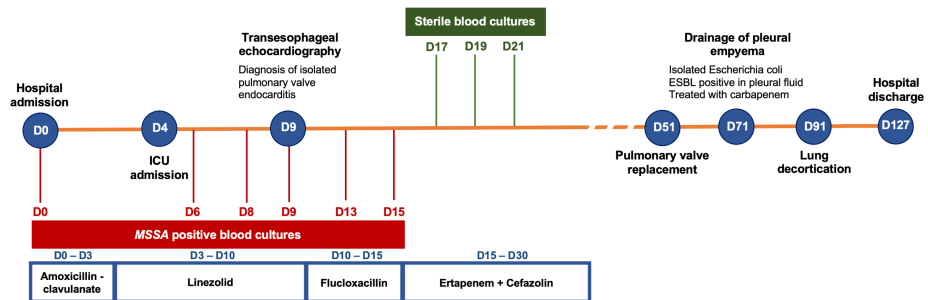 Sterile blood cultures
D17 D19 D21
Transesophageal
echocardiography
Diagnosis of isolated
pulmonary valve
endocarditis
Drainage of pleural
empyema
Isolated Escherichia coli
ESBL positive in pleural fluid
Treated with carbapenem
Hospital
admission
Hospital
discharge
D0 D4 D9 D51 D71 D91 D127
ICU
admission
Pulmonary valve
replacement
Lung
decortication
D0 D6 D8 D9 D13 D15
MSSA positive blood cultures
D0 – D3 D3 – D10 D10 – D15 D15 – D30
Amoxicillin -
clavulanate
Linezolid
Flucloxacillin
Ertapenem + Cefazolin